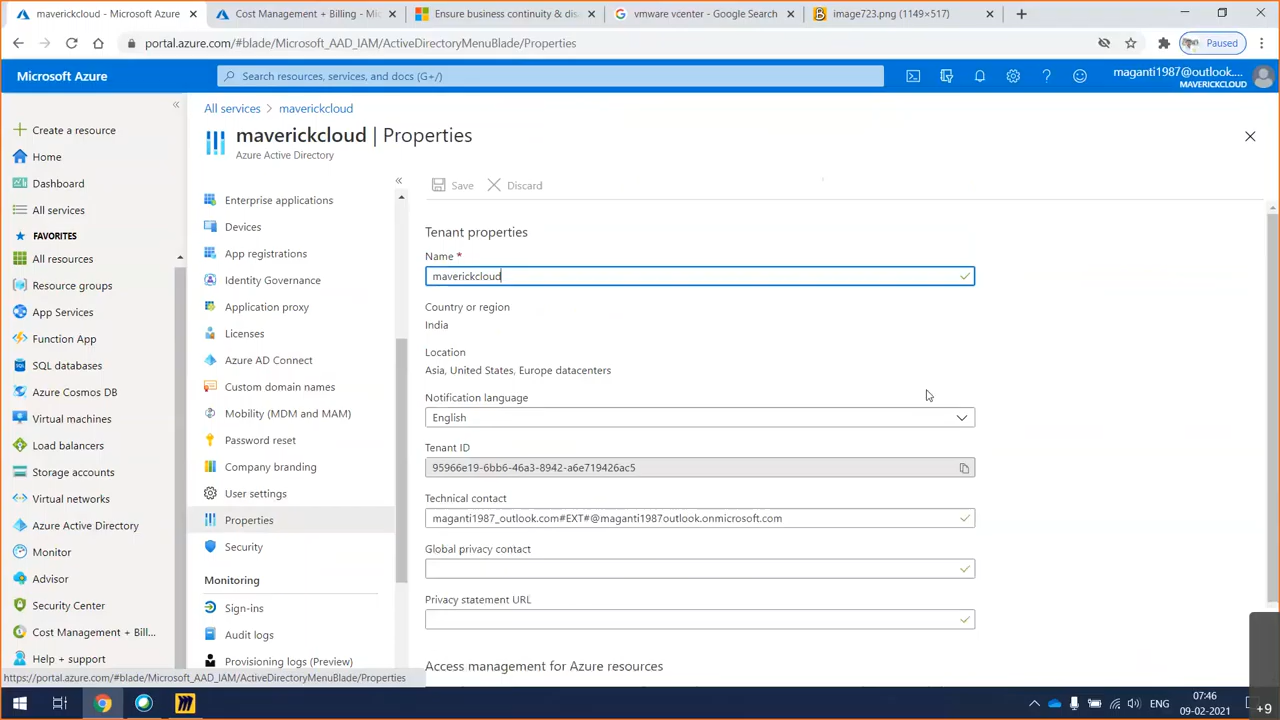 maverickcloud - Microsoft Azure
Cost Management + Billing - Mi
Ensure business continuity & dis
vmware vcenter - Google Search
image723.png (1149×517)
portal.azure.com/#blade/Microsoft_AAD_IAM/ActiveDirectoryMenuBlade/Properties
Paused
Microsoft Azure
Search resources, services, and docs (G+/)
maganti1987@outlook....
MAVERICKCLOUD
Create a resource
Home
Dashboard
All services
FAVORITES
All resources
Resource groups
App Services
Function App
SQL databases
Azure Cosmos DB
Virtual machines
Load balancers
Storage accounts
Virtual networks
Azure Active Directory
Monitor
Advisor
Security Center
Cost Management + Bill...
Help + support
All services > maverickcloud
maverickcloud | Properties
Azure Active Directory
Enterprise applications
Devices
App registrations
Identity Governance
Application proxy
Licenses
Azure AD Connect
Custom domain names
Mobility (MDM and MAM)
Password reset
Company branding
User settings
Properties
Security
Monitoring
Sign-ins
Audit logs
Provisioning logs (Preview)
Save
Discard
Tenant properties
Name *
maverickcloud
Country or region
India
Location
Asia, United States, Europe datacenters
Notification language
English
Tenant ID
95966e19-6bb6-46a3-8942-a6e719426ac5
Technical contact
maganti1987_outlook.com#EXT#@maganti1987outlook.onmicrosoft.com
Global privacy contact
Privacy statement URL
Access management for Azure resources
https://portal.azure.com/#blade/Microsoft_AAD_IAM/ActiveDirectoryMenuBlade/Properties
ENG
07:46
09-02-2021
+9